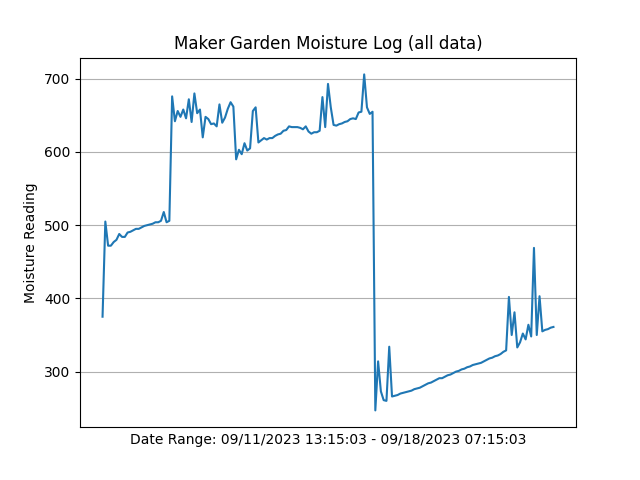 Maker Garden Moisture Log (all data)
700
600
500
400
300
Moisture Reading
Date Range: 09/11/2023 13:15:03 - 09/18/2023 07:15:03